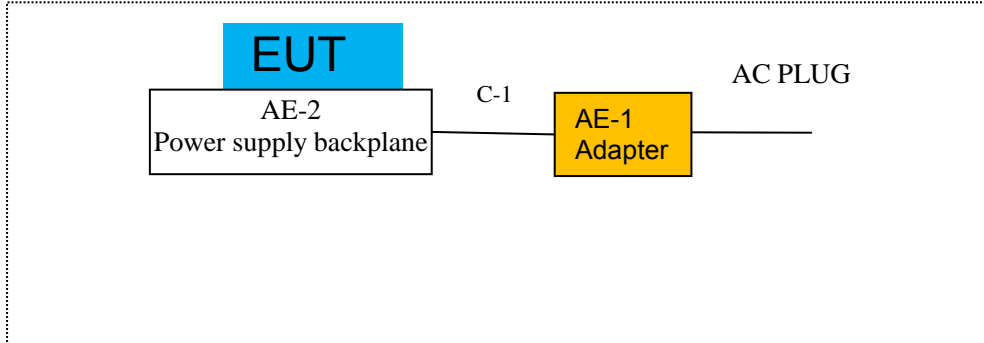 EUT
AE-2
Power supply backplane
C-1
AE-1
Adapter
AC PLUG